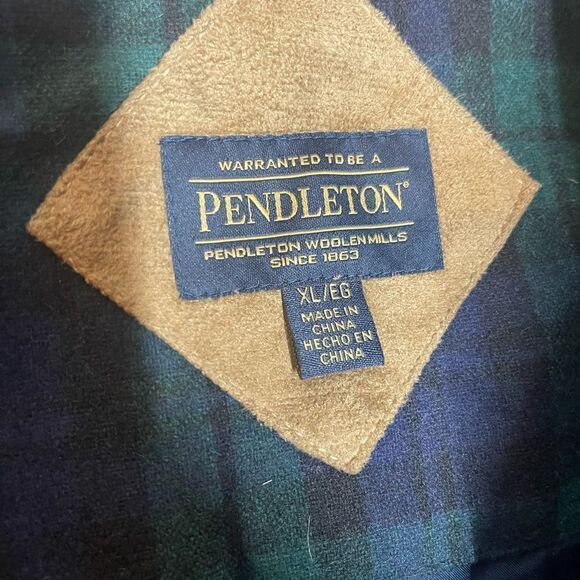 WARRANTED TO BE A
PENDLETON®
PENDLETON WOOLEN MILLS
SINCE 1863
XL/EG
MADE IN
CHINA
HECHO EN
CHINA